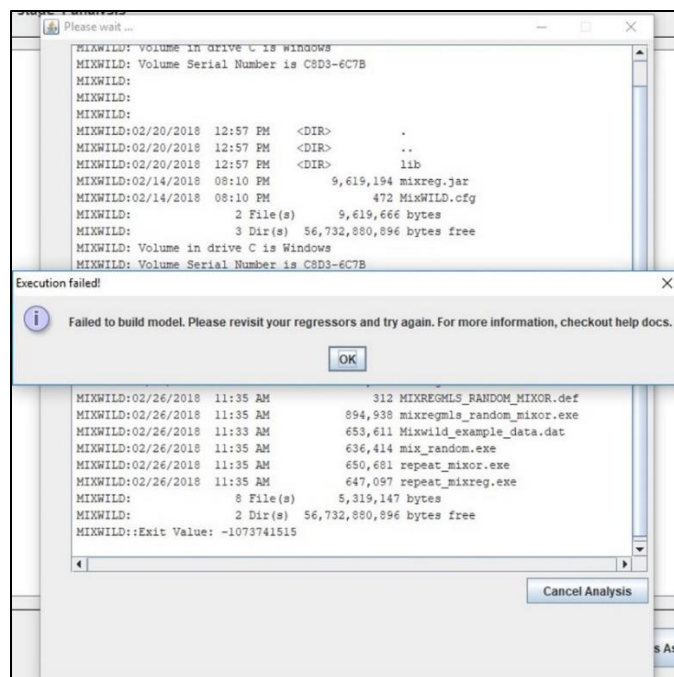 stage 1 analysis
Please wait ...
MIXWILD: Volume in drive C is Windows
MIXWILD: Volume Serial Number is C8D3-6C7B
MIXWILD:
MIXWILD:
MIXWILD:
MIXWILD:02/20/2018 12:57 PM <DIR> .
MIXWILD:02/20/2018 12:57 PM <DIR> ..
MIXWILD:02/20/2018 12:57 PM <DIR> lib
MIXWILD:02/14/2018 08:10 PM 9,619,194 mixreg.jar
MIXWILD:02/14/2018 08:10 PM 472 MixWILD.cfg
MIXWILD: 2 File(s) 9,619,666 bytes
MIXWILD: 3 Dir(s) 56,732,880,896 bytes free
MIXWILD: Volume in drive C is Windows
MIXWILD: Volume Serial Number is C8D3-6C7B
Execution failed!
Failed to build model. Please revisit your regressors and try again. For more information, checkout help docs.
OK
MIXWILD:02/26/2018 11:35 AM 312 MIXREGMLS_RANDOM_MIXOR.def
MIXWILD:02/26/2018 11:35 AM 894,938 mixregmls_random_mixor.exe
MIXWILD:02/26/2018 11:33 AM 653,611 Mixwild_example_data.dat
MIXWILD:02/26/2018 11:35 AM 636,414 mix_random.exe
MIXWILD:02/26/2018 11:35 AM 650,681 repeat_mixor.exe
MIXWILD:02/26/2018 11:35 AM 647,097 repeat_mixreg.exe
MIXWILD: 8 File(s) 5,319,147 bytes
MIXWILD: 2 Dir(s) 56,732,880,896 bytes free
MIXWILD::Exit Value: -1073741515
Cancel Analysis
s As